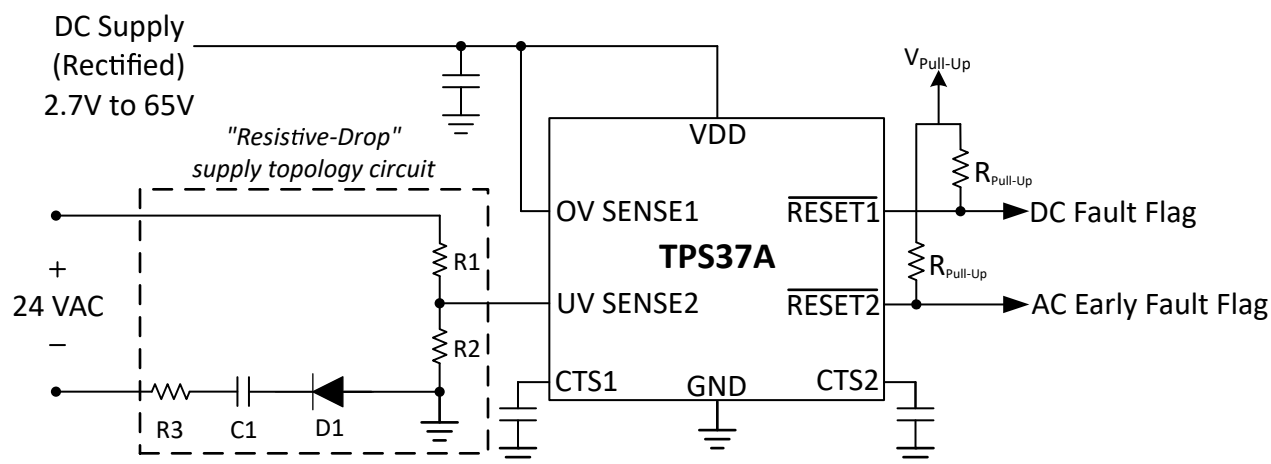 DC Supply
(Rectified)
2.7V to 65V
"Resistive-Drop"
supply topology circuit
+
24 VAC
−
R1
R2
R3
C1
D1
VDD
OV SENSE1
UV SENSE2
CTS1
GND
CTS2
TPS37A
RESET1
RESET2
VPull-Up
RPull-Up
RPull-Up
DC Fault Flag
AC Early Fault Flag